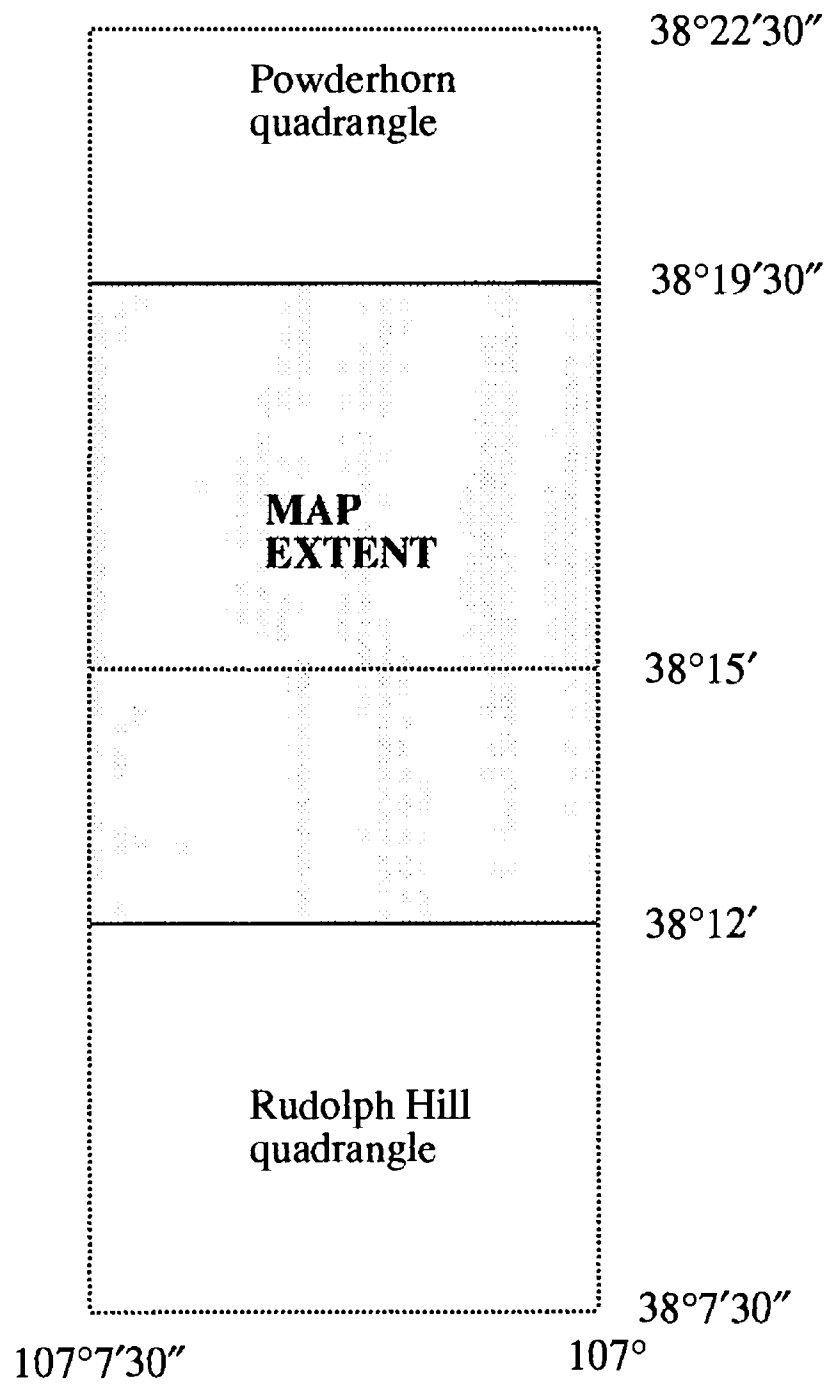 38°22′30″
Powderhorn
quadrangle
38°19′30″
MAP
EXTENT
38°15′
38°12′
Rudolph Hill
quadrangle
38°7′30″
107°7′30″
107°